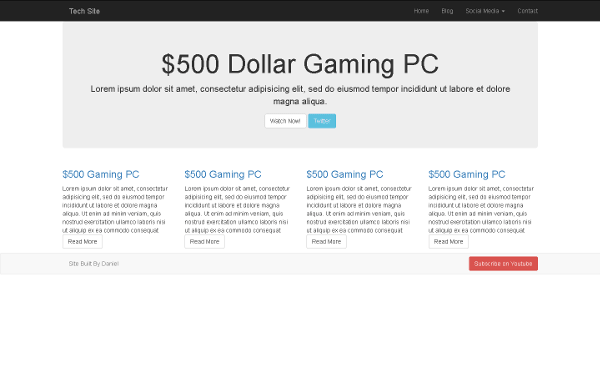 Tech Site Home Blog Social Media Contact
$500 Dollar Gaming PC
Lorem ipsum dolor sit amet, consectetur adipisicing elit, sed do eiusmod tempor incididunt ut labore et dolore
magna aliqua.
Watch Now! Twitter
$500 Gaming PC
Lorem ipsum dolor sit amet, consectetur
adipisicing elit, sed do eiusmod tempor
incididunt ut labore et dolore magna
aliqua. Ut enim ad minim veniam, quis
nostrud exercitation ullamco laboris nisi
ut aliquip ex ea commodo consequat.
Read More
$500 Gaming PC
Lorem ipsum dolor sit amet, consectetur
adipisicing elit, sed do eiusmod tempor
incididunt ut labore et dolore magna
aliqua. Ut enim ad minim veniam, quis
nostrud exercitation ullamco laboris nisi
ut aliquip ex ea commodo consequat.
Read More
$500 Gaming PC
Lorem ipsum dolor sit amet, consectetur
adipisicing elit, sed do eiusmod tempor
incididunt ut labore et dolore magna
aliqua. Ut enim ad minim veniam, quis
nostrud exercitation ullamco laboris nisi
ut aliquip ex ea commodo consequat.
Read More
$500 Gaming PC
Lorem ipsum dolor sit amet, consectetur
adipisicing elit, sed do eiusmod tempor
incididunt ut labore et dolore magna
aliqua. Ut enim ad minim veniam, quis
nostrud exercitation ullamco laboris nisi
ut aliquip ex ea commodo consequat.
Read More
Site Built By Daniel Subscribe on Youtube